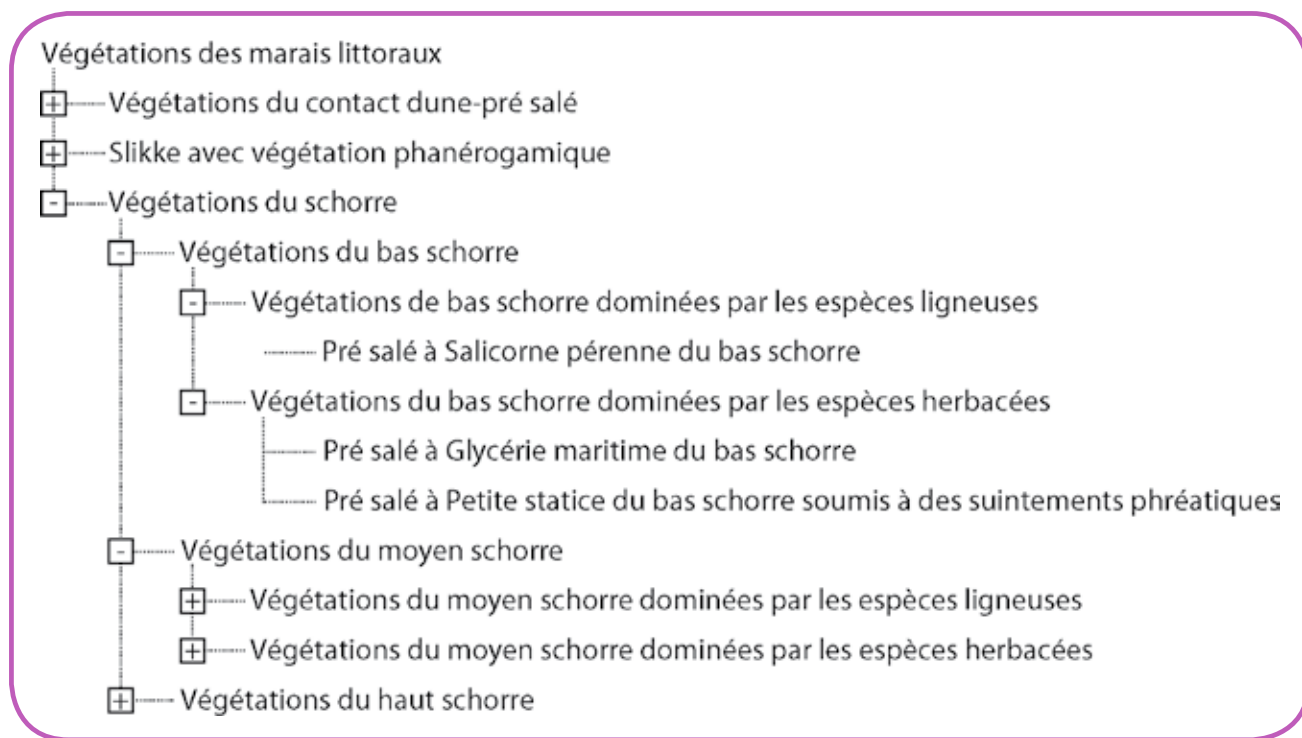 Végétations des marais littoraux
+ Végétations du contact dune-pré salé
+ Slikke avec végétation phanérogamique
- Végétations du schorre
- Végétations du bas schorre
- Végétations de bas schorre dominées par les espèces ligneuses
Pré salé à Salicorne pérenne du bas schorre
- Végétations du bas schorre dominées par les espèces herbacées
Pré salé à Glycérie maritime du bas schorre
Pré salé à Petite statice du bas schorre soumis à des suintements phréatiques
- Végétations du moyen schorre
+ Végétations du moyen schorre dominées par les espèces ligneuses
+ Végétations du moyen schorre dominées par les espèces herbacées
+ Végétations du haut schorre